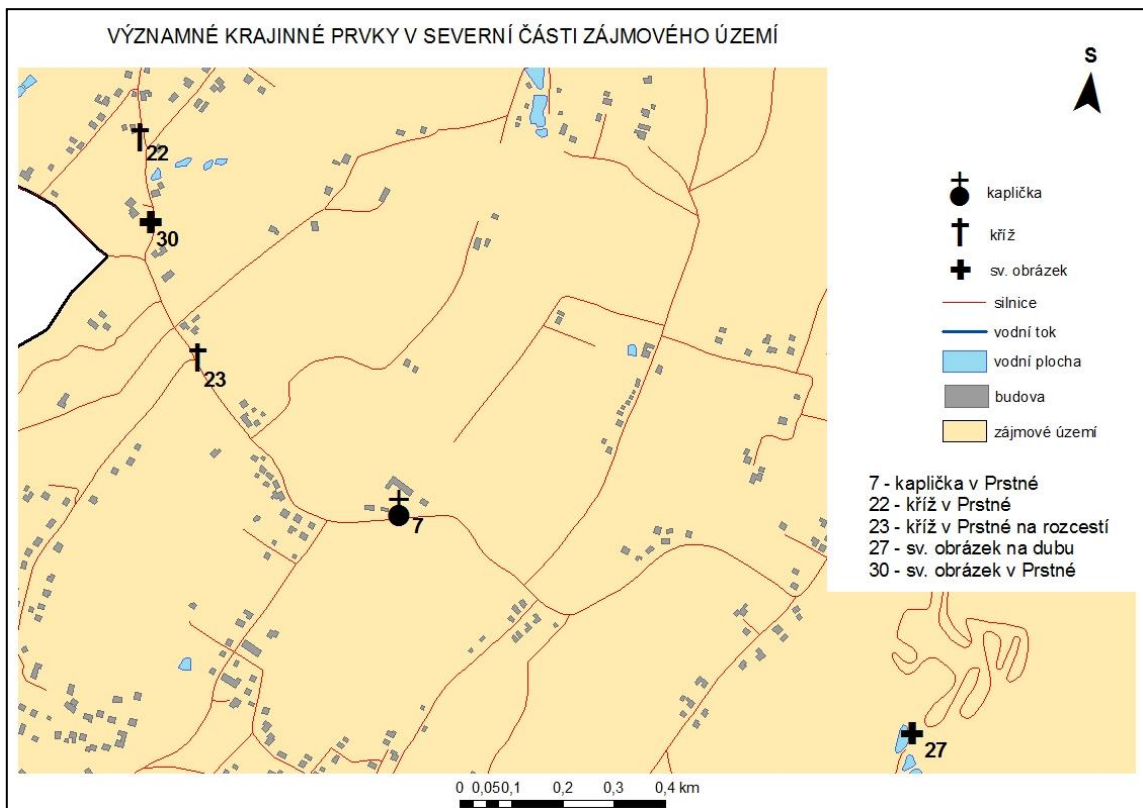 VÝZNAMNÉ KRAJINNÉ PRVKY V SEVERNÍ ČÁSTI ZÁJMOVÉHO ÚZEMÍ
S
22
30
23
7
27
kaplička
kříž
sv. obrázek
silnice
vodní tok
vodní plocha
budova
zájmové území
7 - kaplička v Prstné
22 - kříž v Prstné
23 - kříž v Prstné na rozcestí
27 - sv. obrázek na dubu
30 - sv. obrázek v Prstné
0 0,050,1 0,2 0,3 0,4 km